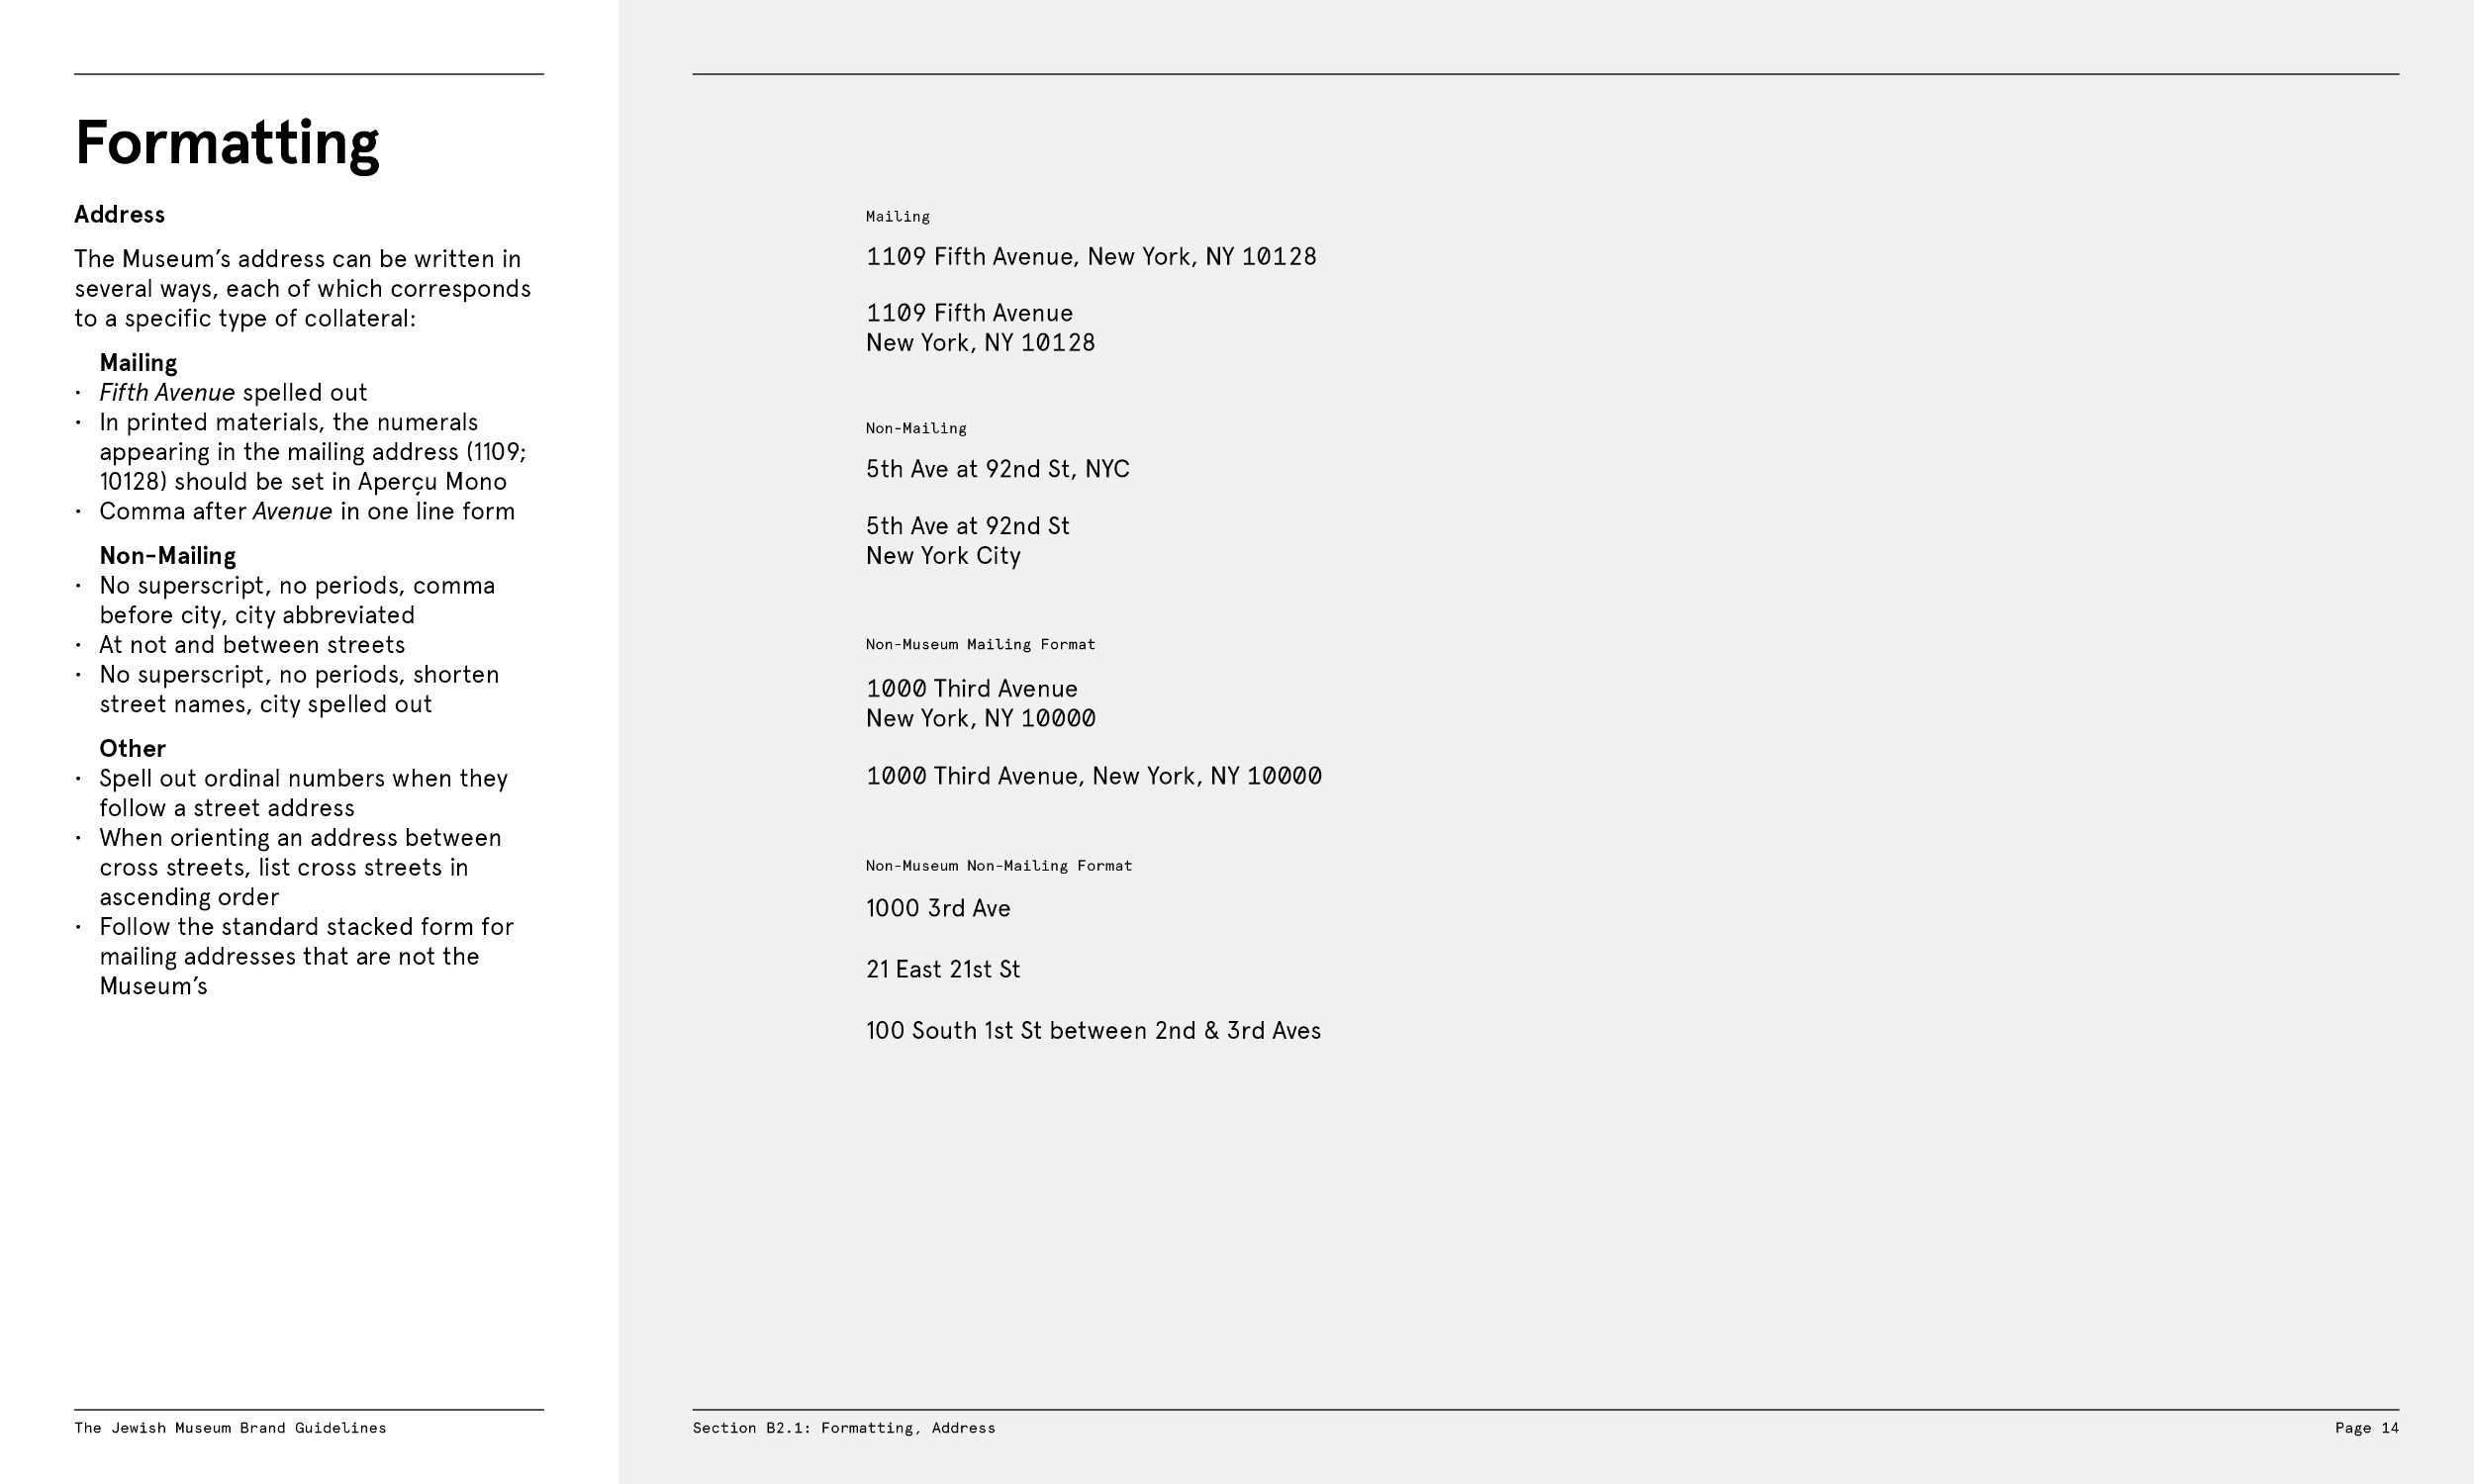 Formatting
Address
The Museum’s address can be written in
several ways, each of which corresponds
to a specific type of collateral:
Mailing
· Fifth Avenue spelled out
· In printed materials, the numerals
appearing in the mailing address (1109;
10128) should be set in Aperçu Mono
· Comma after Avenue in one line form
Non-Mailing
· No superscript, no periods, comma
before city, city abbreviated
· At not and between streets
· No superscript, no periods, shorten
street names, city spelled out
Other
· Spell out ordinal numbers when they
follow a street address
· When orienting an address between
cross streets, list cross streets in
ascending order
· Follow the standard stacked form for
mailing addresses that are not the
Museum’s
The Jewish Museum Brand Guidelines
Mailing
1109 Fifth Avenue, New York, NY 10128
1109 Fifth Avenue
New York, NY 10128
Non-Mailing
5th Ave at 92nd St, NYC
5th Ave at 92nd St
New York City
Non-Museum Mailing Format
1000 Third Avenue
New York, NY 10000
1000 Third Avenue, New York, NY 10000
Non-Museum Non-Mailing Format
1000 3rd Ave
21 East 21st St
100 South 1st St between 2nd & 3rd Aves
Section B2.1: Formatting, Address
Page 14